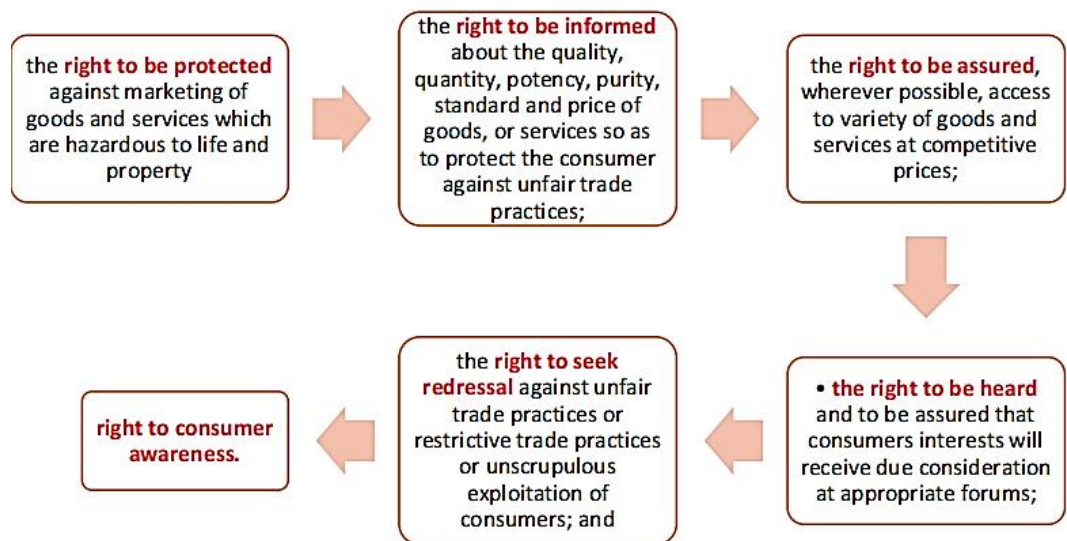 the right to be protected
against marketing of
goods and services which
are hazardous to life and
property
the right to be informed
about the quality,
quantity, potency, purity,
standard and price of
goods, or services so as
to protect the consumer
against unfair trade
practices;
the right to be assured,
wherever possible, access
to variety of goods and
services at competitive
prices;
• the right to be heard
and to be assured that
consumers interests will
receive due consideration
at appropriate forums;
the right to seek
redressal against unfair
trade practices or
restrictive trade practices
or unscrupulous
exploitation of
consumers; and
right to consumer
awareness.